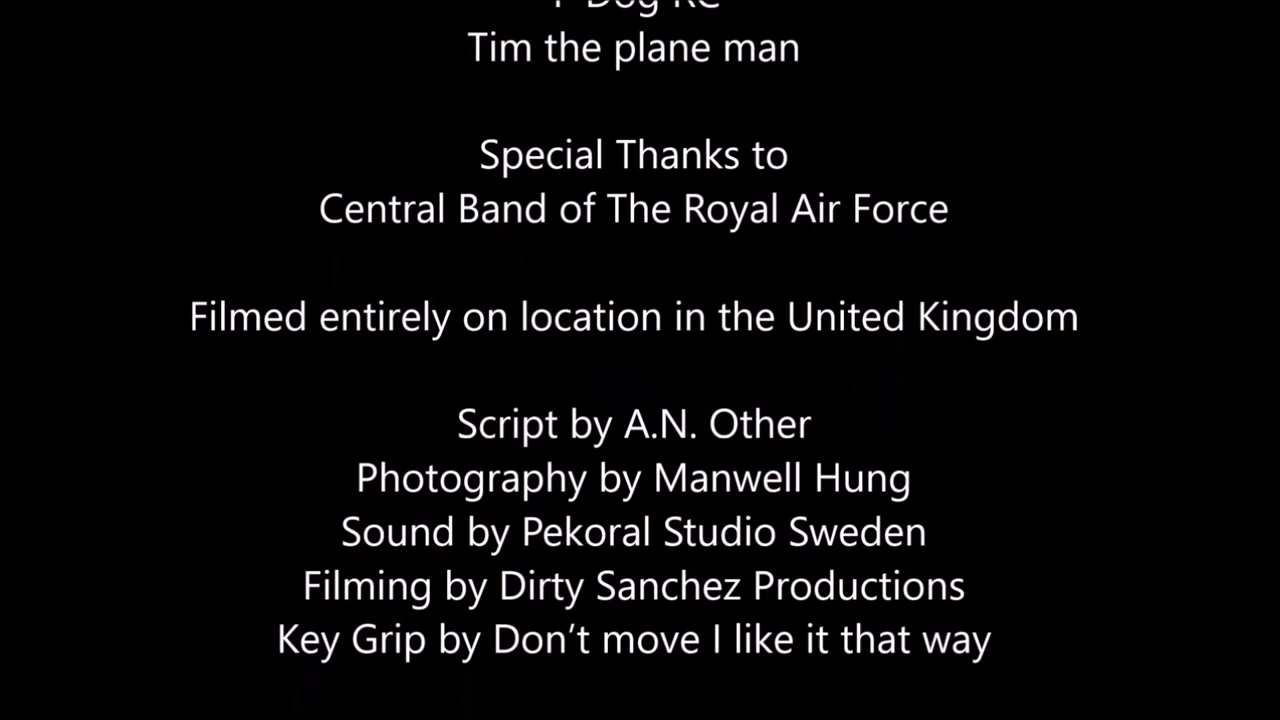 Tim the plane man
Special Thanks to
Central Band of The Royal Air Force
Filmed entirely on location in the United Kingdom
Script by A.N. Other
Photography by Manwell Hung
Sound by Pekoral Studio Sweden
Filming by Dirty Sanchez Productions
Key Grip by Don’t move I like it that way